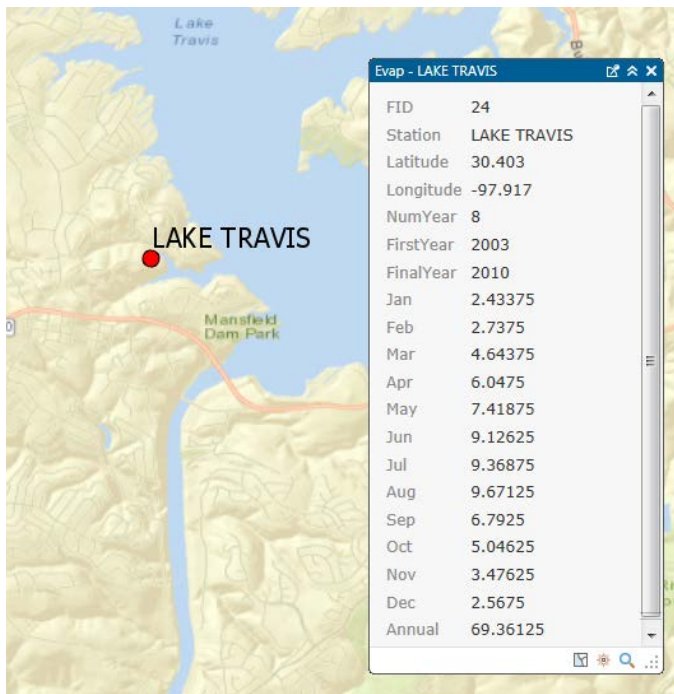 Lake
Travis
LAKE TRAVIS
Mansfield
Dam Park
Evap - LAKE TRAVIS
FID 24
Station LAKE TRAVIS
Latitude 30.403
Longitude -97.917
NumYear 8
FirstYear 2003
FinalYear 2010
Jan 2.43375
Feb 2.7375
Mar 4.64375
Apr 6.0475
May 7.41875
Jun 9.12625
Jul 9.36875
Aug 9.67125
Sep 6.7925
Oct 5.04625
Nov 3.47625
Dec 2.5675
Annual 69.36125